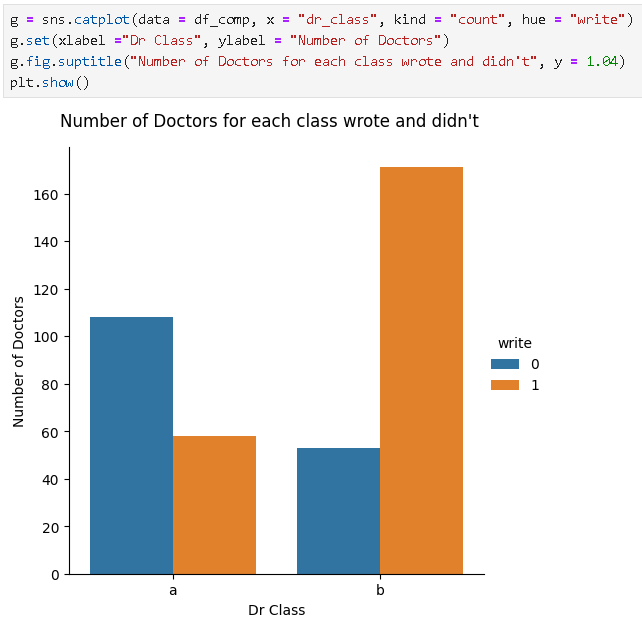 g = sns.catplot(data = df_comp, x = "dr_class", kind = "count", hue = "write")
g.set(xlabel ="Dr Class", ylabel = "Number of Doctors")
g.fig.suptitle("Number of Doctors for each class wrote and didn't", y = 1.04)
plt.show()
Number of Doctors for each class wrote and didn't
160
140
120
100
80
60
40
20
0
Number of Doctors
a
b
Dr Class
write
0
1